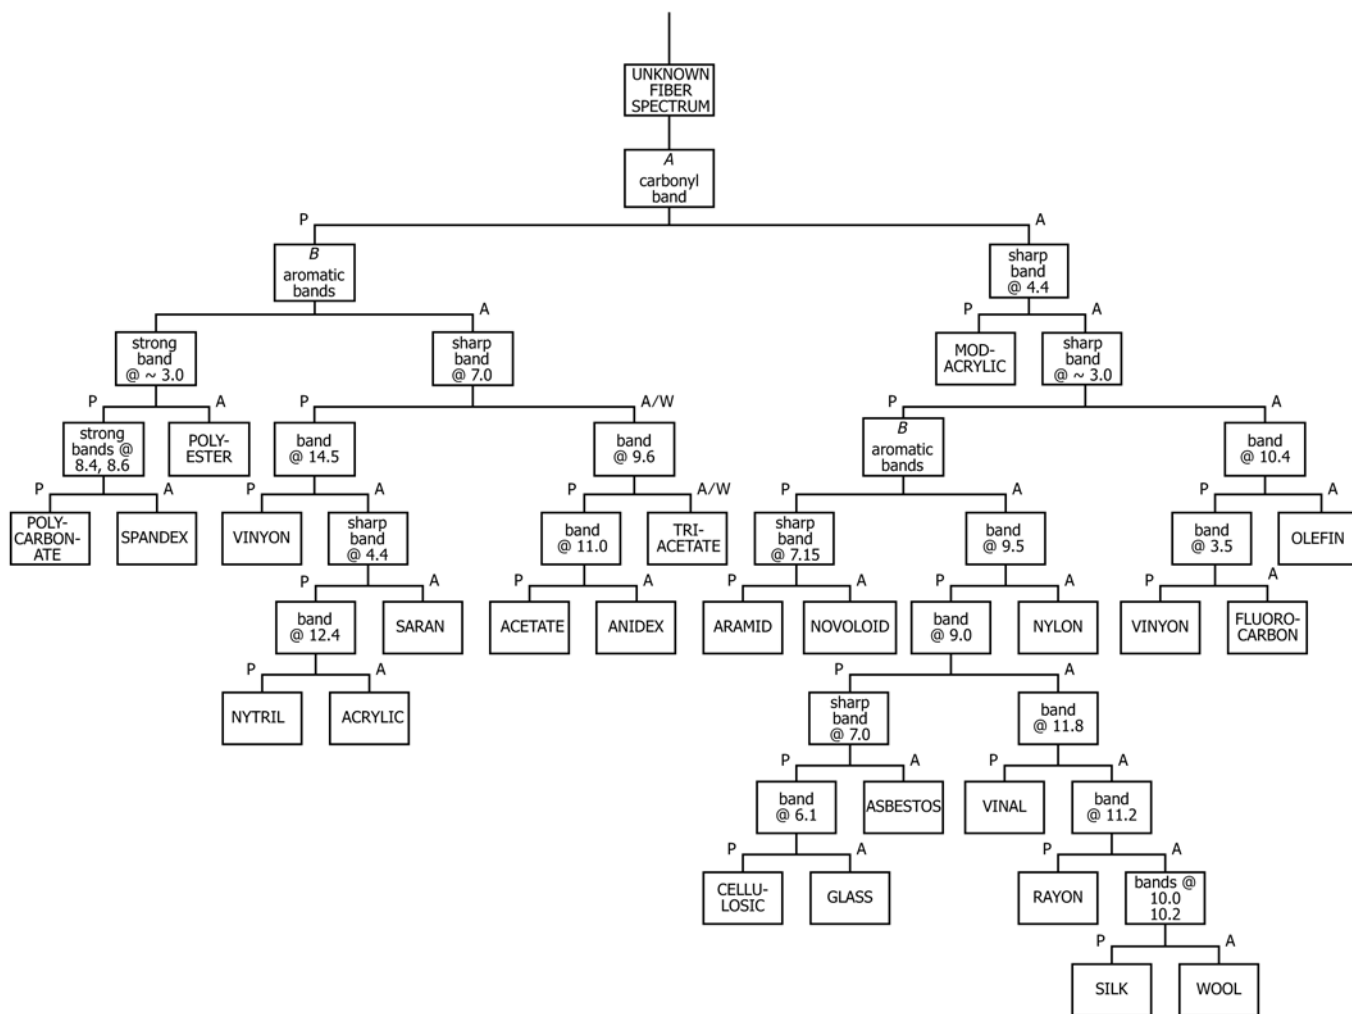 UNKNOWN
FIBER
SPECTRUM
A
carbonyl
band
P
A
B
aromatic
bands
sharp
band
@ 4.4
A
P
A
strong
band
@ ~ 3.0
sharp
band
@ 7.0
MOD-
ACRYLIC
sharp
band
@ ~ 3.0
P
A
P
A/W
P
A
strong
bands @
8.4, 8.6
POLY-
ESTER
band
@ 14.5
band
@ 9.6
B
aromatic
bands
band
@ 10.4
P
A
P
A
P
A/W
P
A
P
A
POLY-
CARBON-
ATE
SPANDEX
VINYON
sharp
band
@ 4.4
band
@ 11.0
TRI-
ACETATE
sharp
band
@ 7.15
band
@ 9.5
band
@ 3.5
OLEFIN
P
A
P
A
P
A
P
A
P
A
band
@ 12.4
SARAN
ACETATE
ANIDEX
ARAMID
NOVOLOID
band
@ 9.0
NYLON
VINYON
FLUORO-
CARBON
P
A
P
A
NYTRIL
ACRYLIC
sharp
band
@ 7.0
band
@ 11.8
P
A
P
A
band
@ 6.1
ASBESTOS
VINAL
band
@ 11.2
P
A
P
A
CELLU-
LOSIC
GLASS
RAYON
bands @
10.0
10.2
P
A
SILK
WOOL